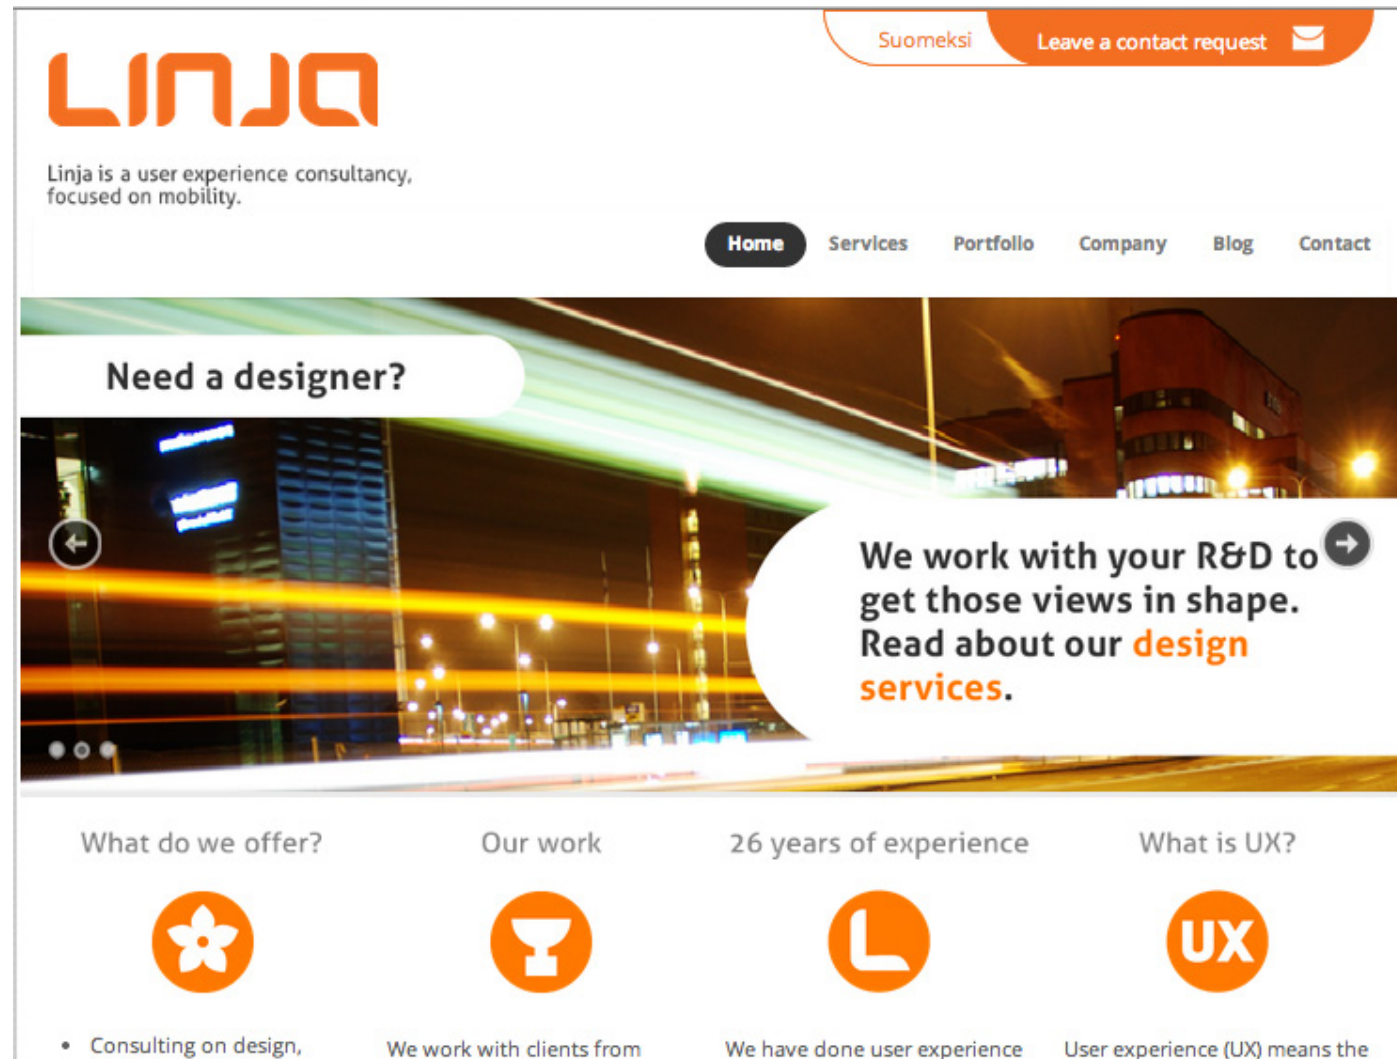 Suomeksi
Leave a contact request
LINJA
Linja is a user experience consultancy,
focused on mobility.
Home Services Portfolio Company Blog Contact
Need a designer?
We work with your R&D to
get those views in shape.
Read about our design
services.
What do we offer?
Our work
26 years of experience
What is UX?
L
UX
• Consulting on design,
We work with clients from
We have done user experience
User experience (UX) means the